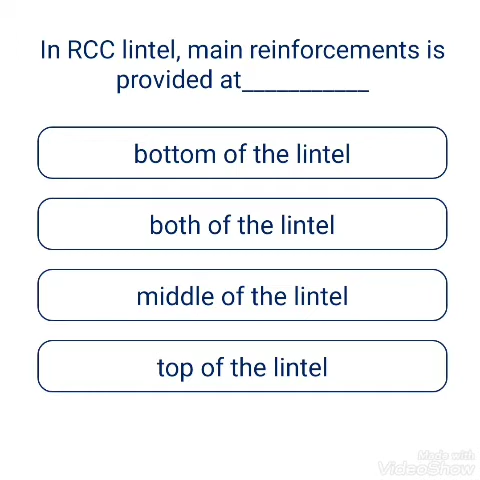 In RCC lintel, main reinforcements is
provided at___________
bottom of the lintel
both of the lintel
middle of the lintel
top of the lintel
Made with
VideoShow